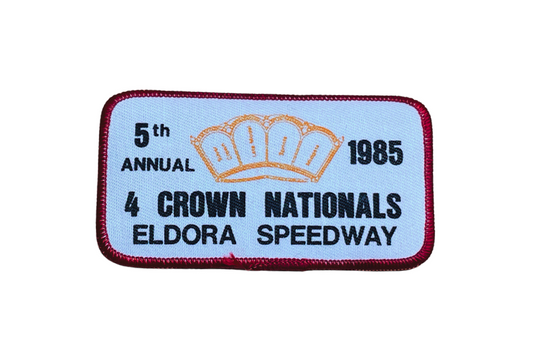 5th
ANNUAL
1985
4 CROWN NATIONALS
ELDORA SPEEDWAY